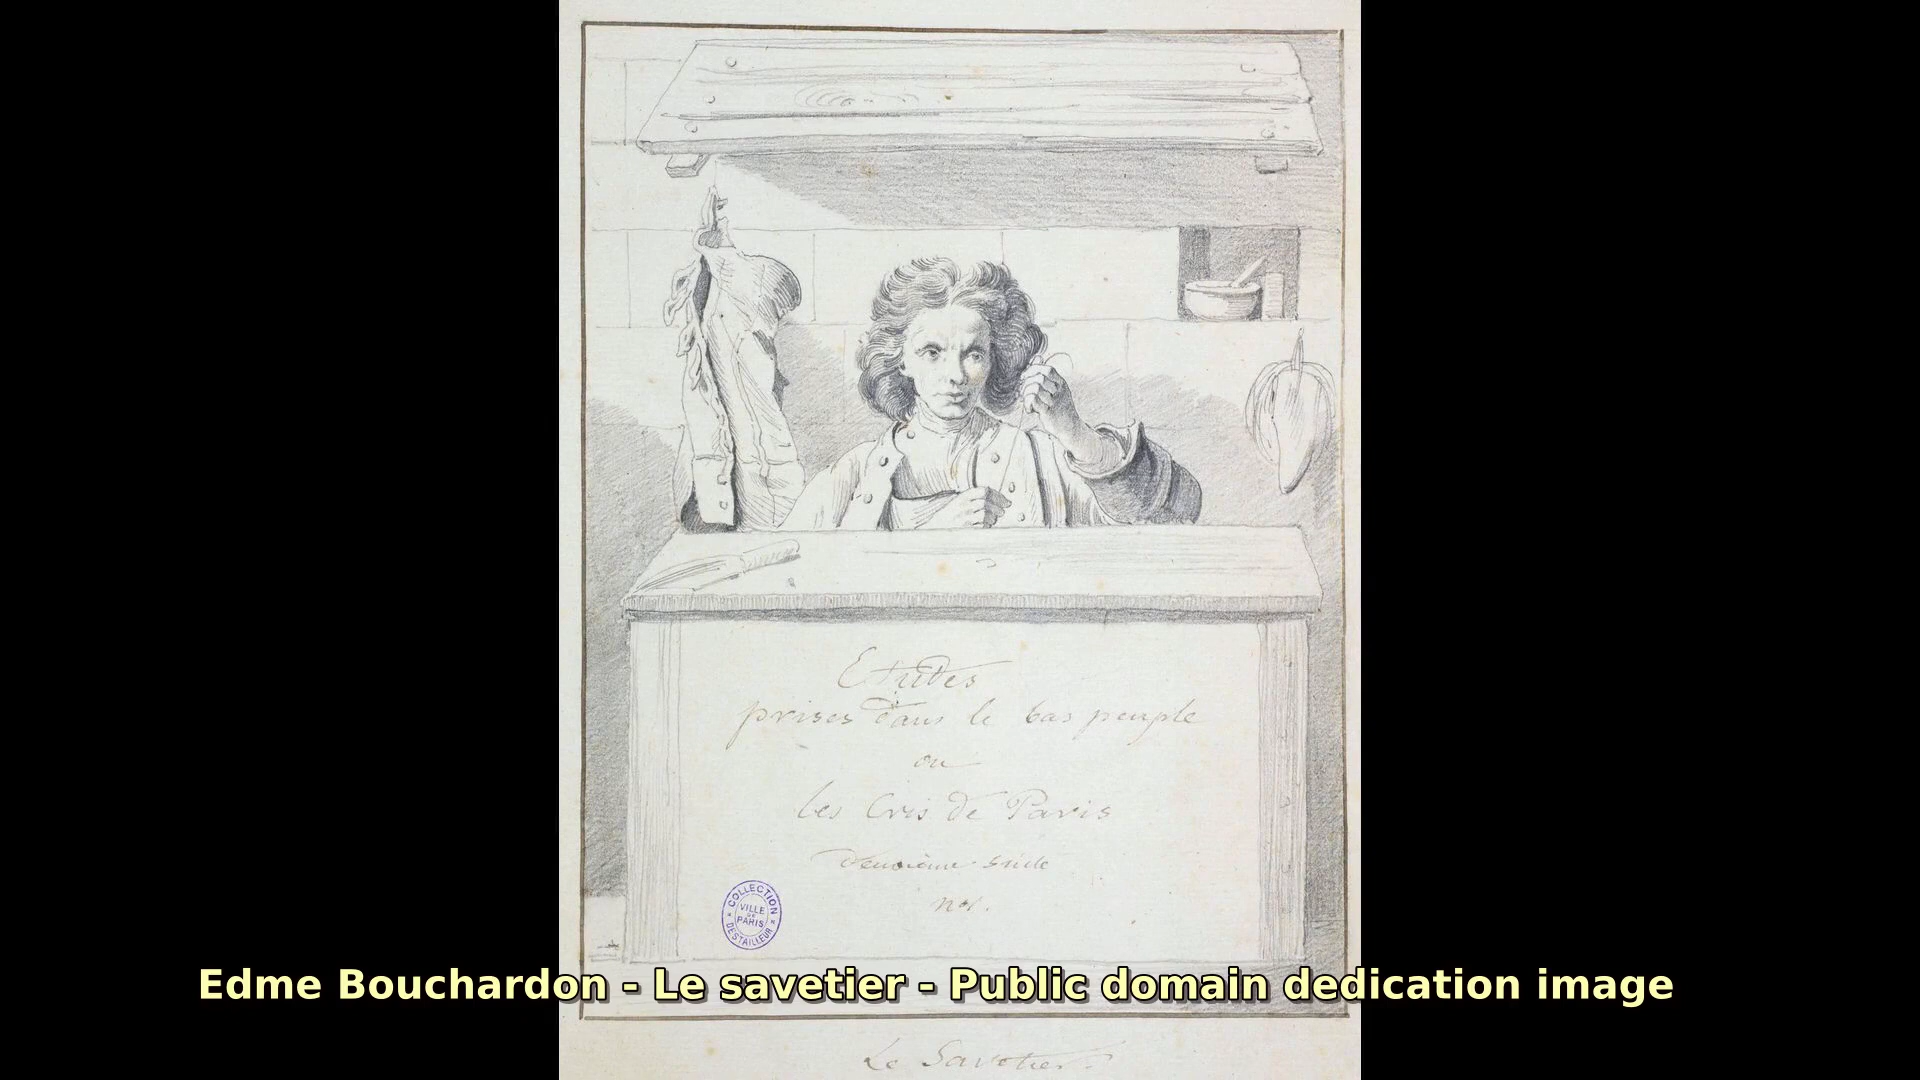 Etudes
prises dans le bas peuple
ou
les Cris de Paris
deuxième suite
COLLECTION
VILLE
DE
PARIS
DESTAILLEUR
Edme Bouchardon - Le savetier - Public domain dedication image
Le Savetier.